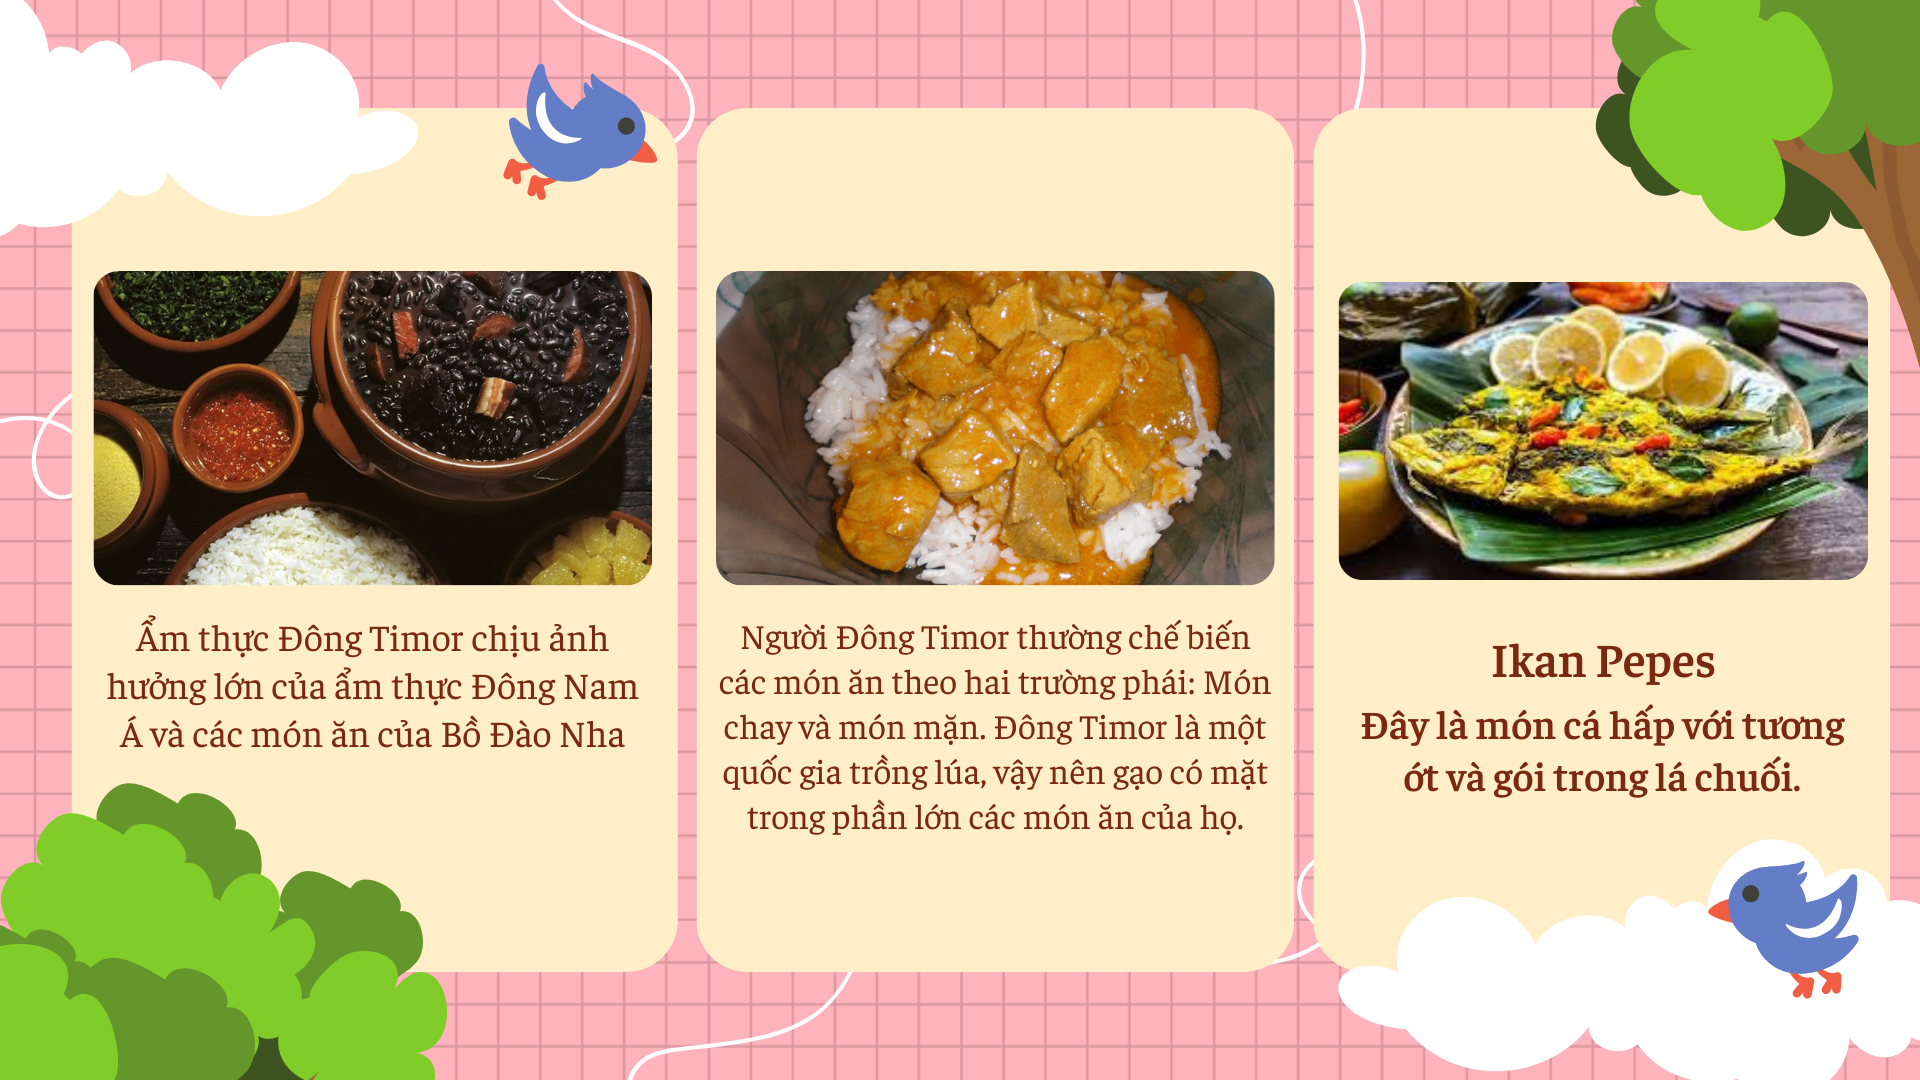 Ẩm thực Đông Timor chịu ảnh
hưởng lớn của ẩm thực Đông Nam
Á và các món ăn của Bồ Đào Nha
Người Đông Timor thường chế biến
các món ăn theo hai trường phái: Món
chay và món mặn. Đông Timor là một
quốc gia trồng lúa, vậy nên gạo có mặt
trong phần lớn các món ăn của họ.
Ikan Pepes
Đây là món cá hấp với tương
ớt và gói trong lá chuối.